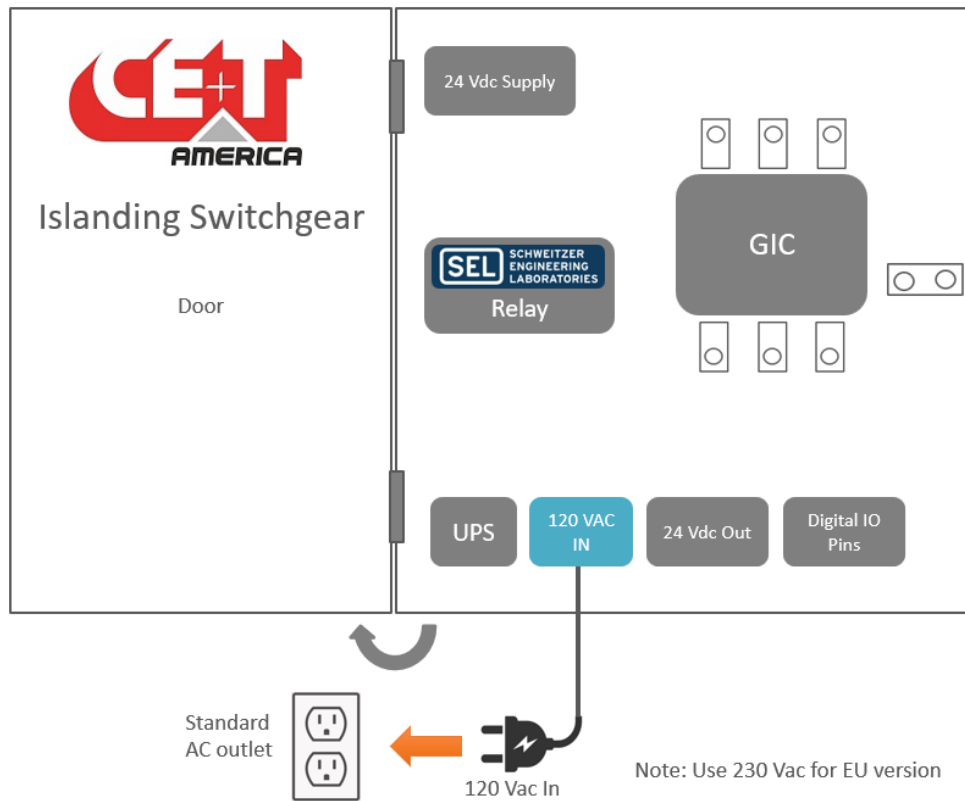 CE+T
AMERICA
Islanding Switchgear
Door
24 Vdc Supply
SEL
SCHWEITZER
ENGINEERING
LABORATORIES
Relay
GIC
UPS
120 VAC
IN
24 Vdc Out
Digital IO
Pins
Standard
AC outlet
120 Vac In
Note: Use 230 Vac for EU version